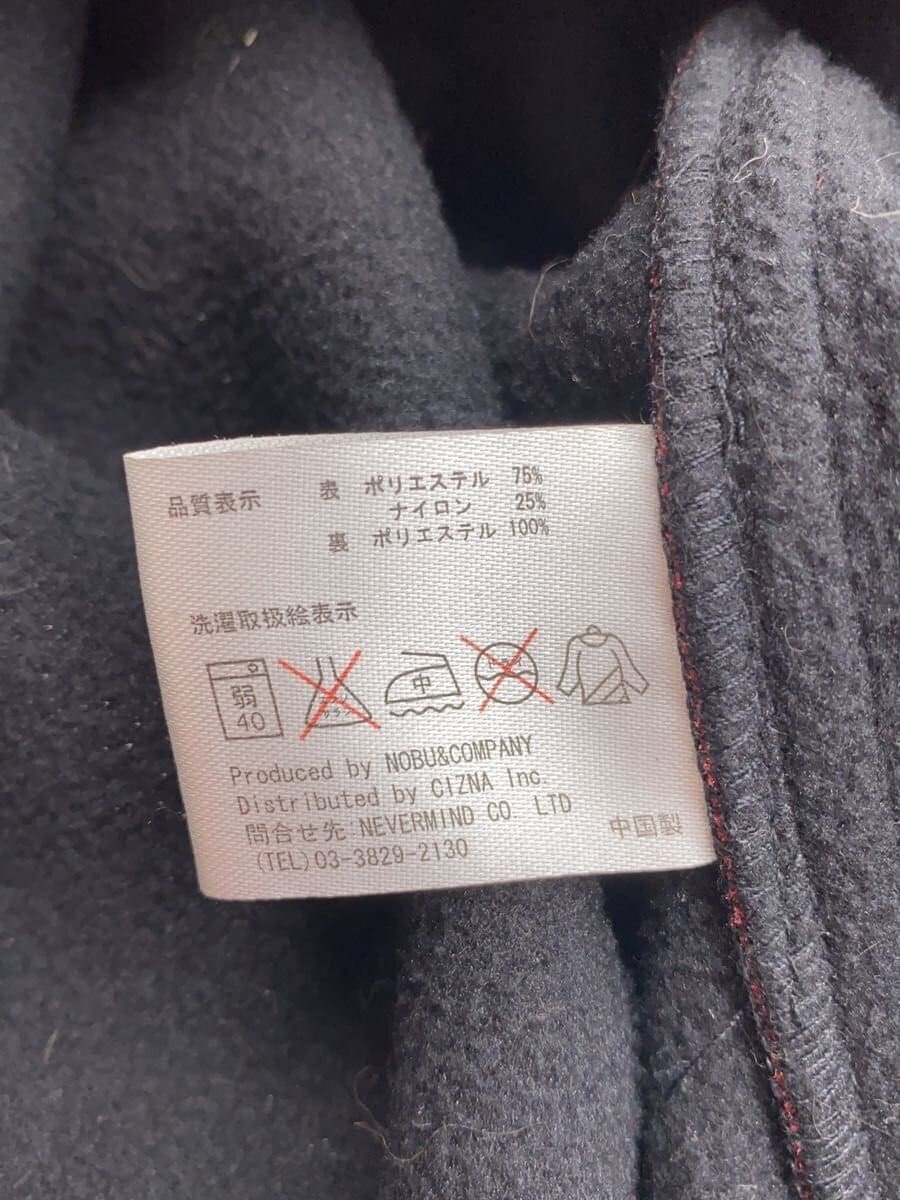 品質表示 表 ポリエステル 75%
ナイロン 25%
裏 ポリエステル 100%
洗濯取扱絵表示
弱
40
中
Produced by NOBU&COMPANY
Distributed by CIZNA Inc.
問合せ先:NEVERMIND CO. LTD
(TEL)03-3829-2130
中国製